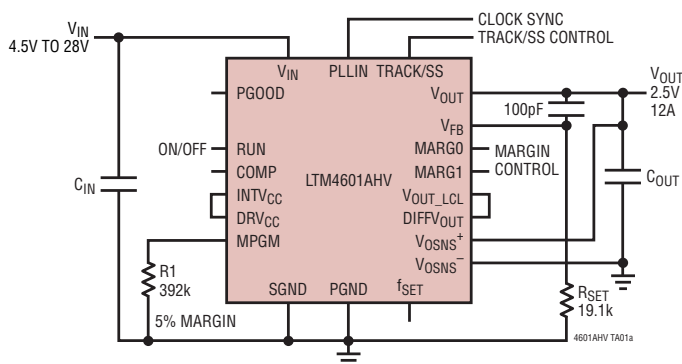 CLOCK SYNC
TRACK/SS CONTROL
VIN
4.5V TO 28V
VIN
PLLIN
TRACK/SS
PGOOD
VOUT
VOUT
2.5V
12A
100pF
VFB
ON/OFF
RUN
MARG0
MARGIN
CONTROL
COMP
LTM4601AHV
MARG1
CIN
INTVCC
VOUT_LCL
COUT
DRVCC
DIFFVOUT
MPGM
VOSNS+
VOSNS–
R1
392k
SGND
PGND
fSET
RSET
19.1k
5% MARGIN
4601AHV TA01a